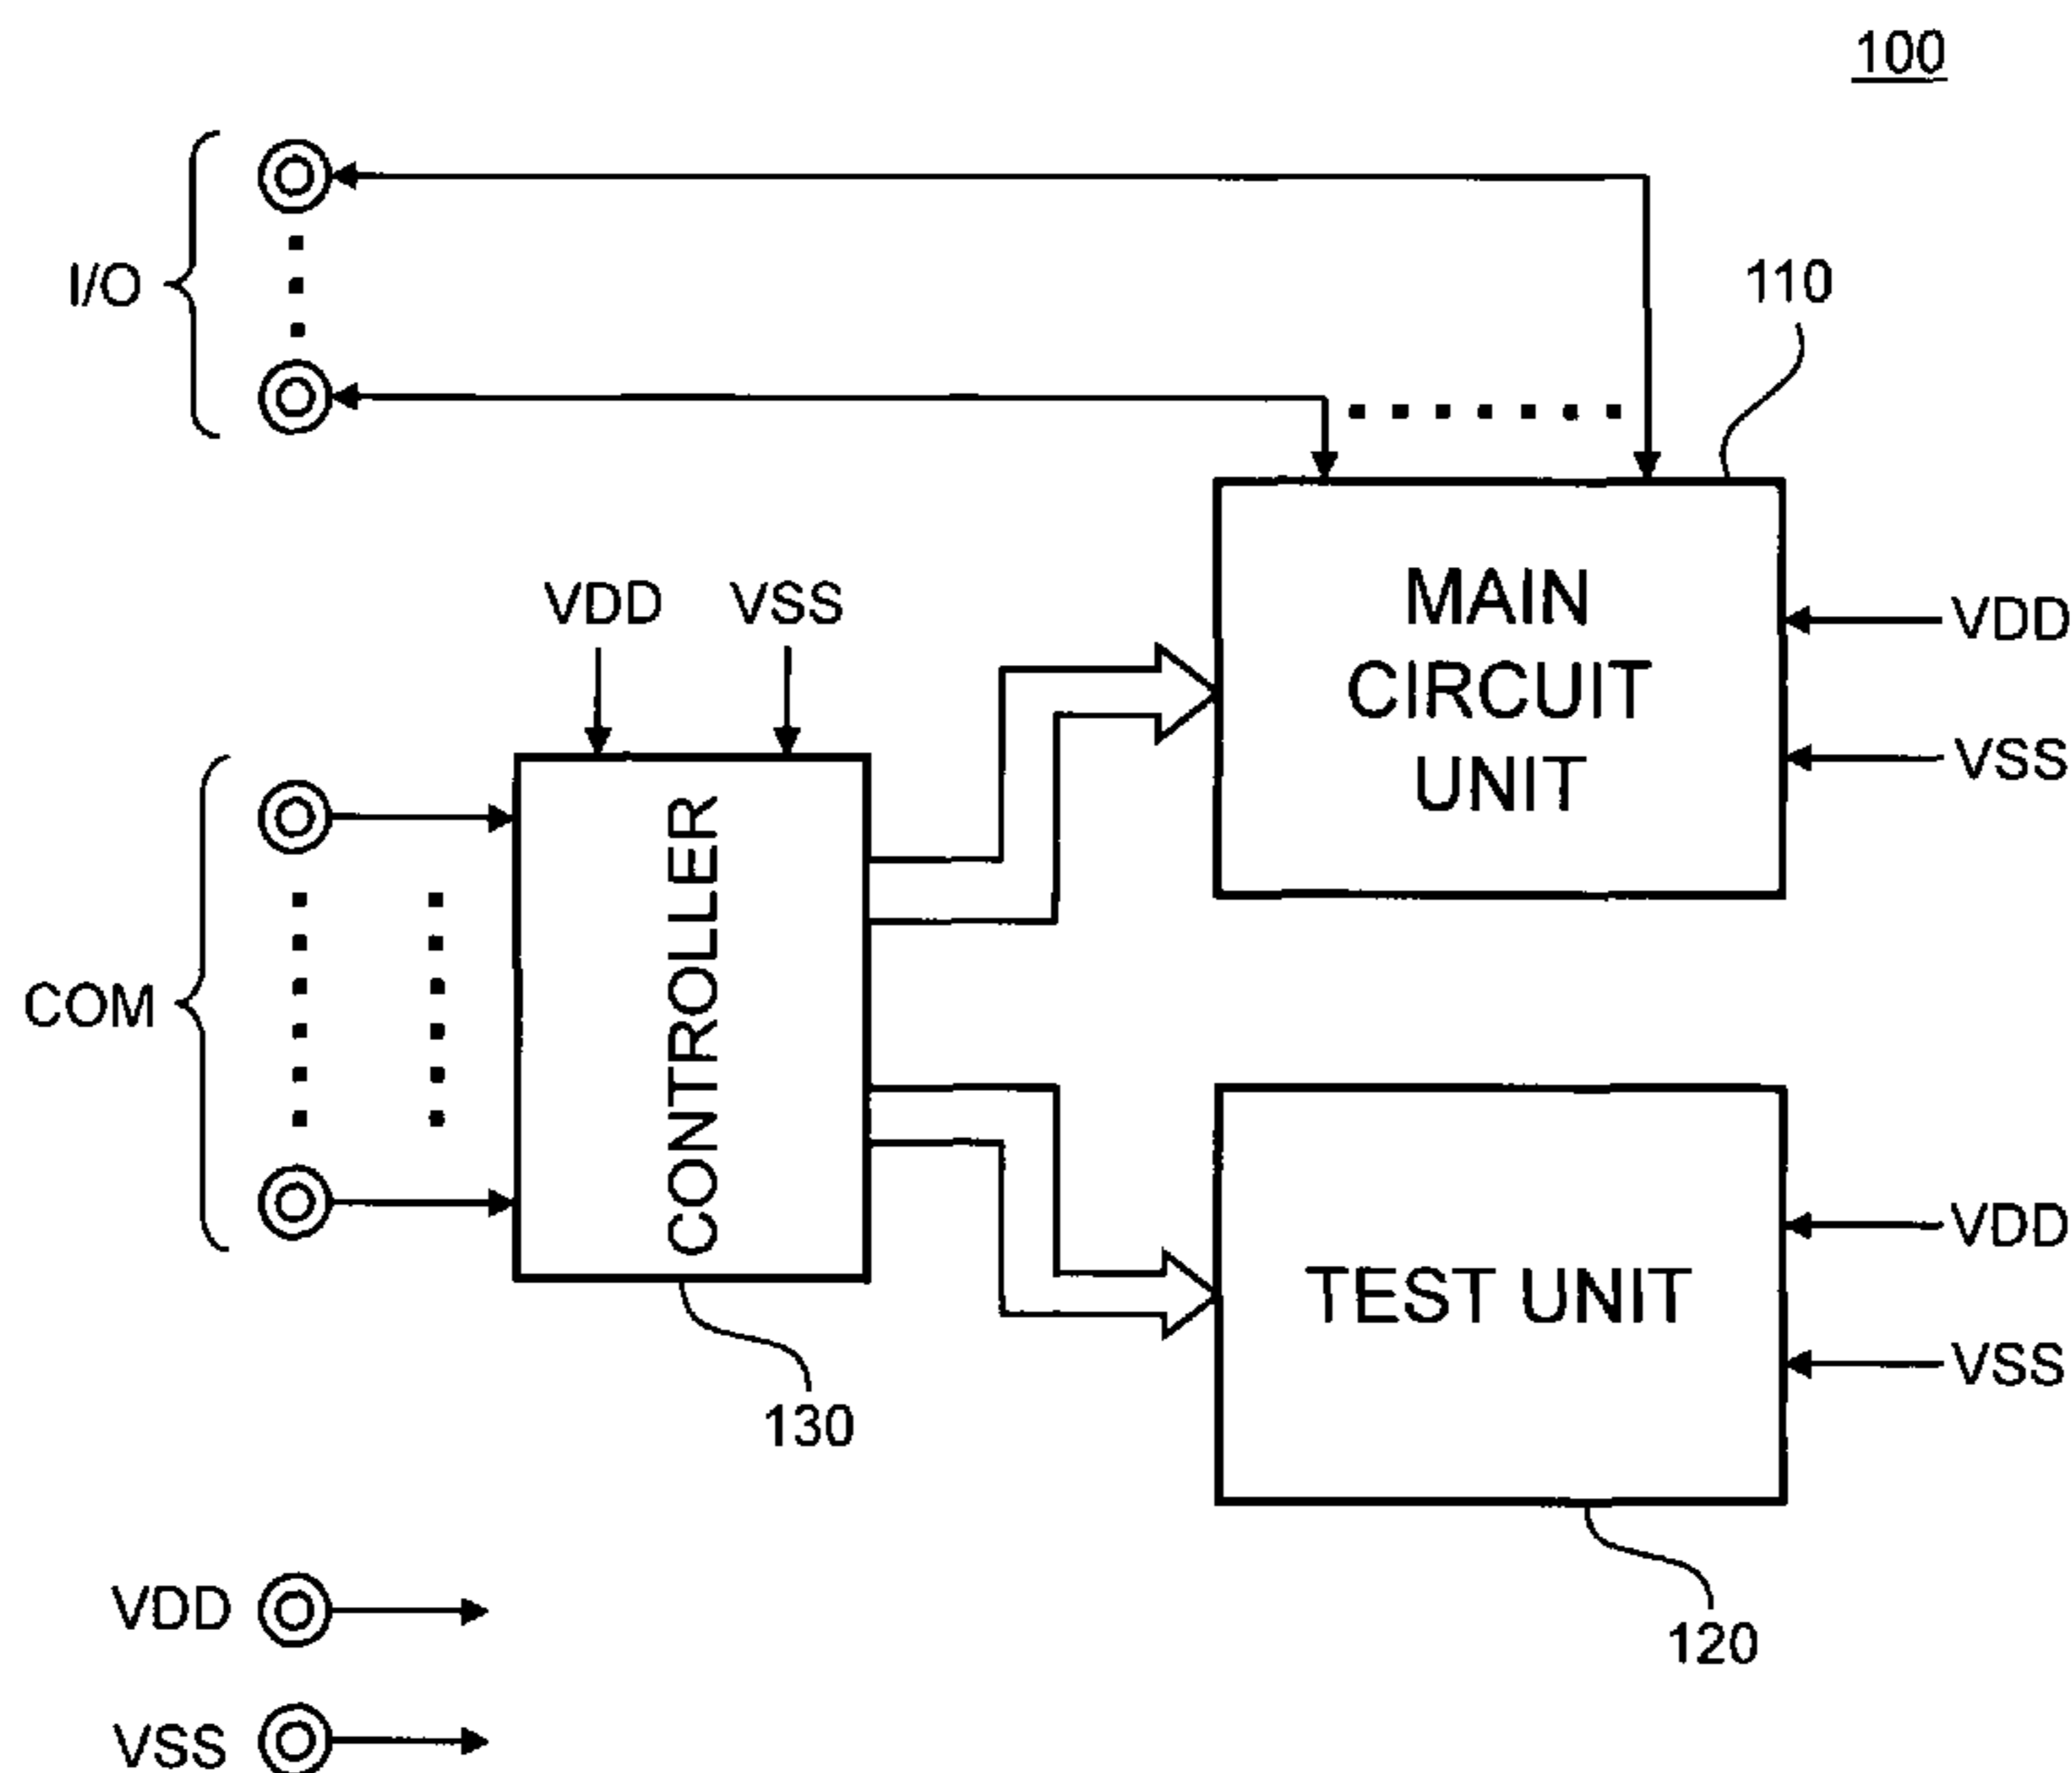 100
I/O
110
VDD VSS
MAIN
CIRCUIT
UNIT
VDD
VSS
COM
CONTROLLER
130
TEST UNIT
VDD
VSS
120
VDD
VSS